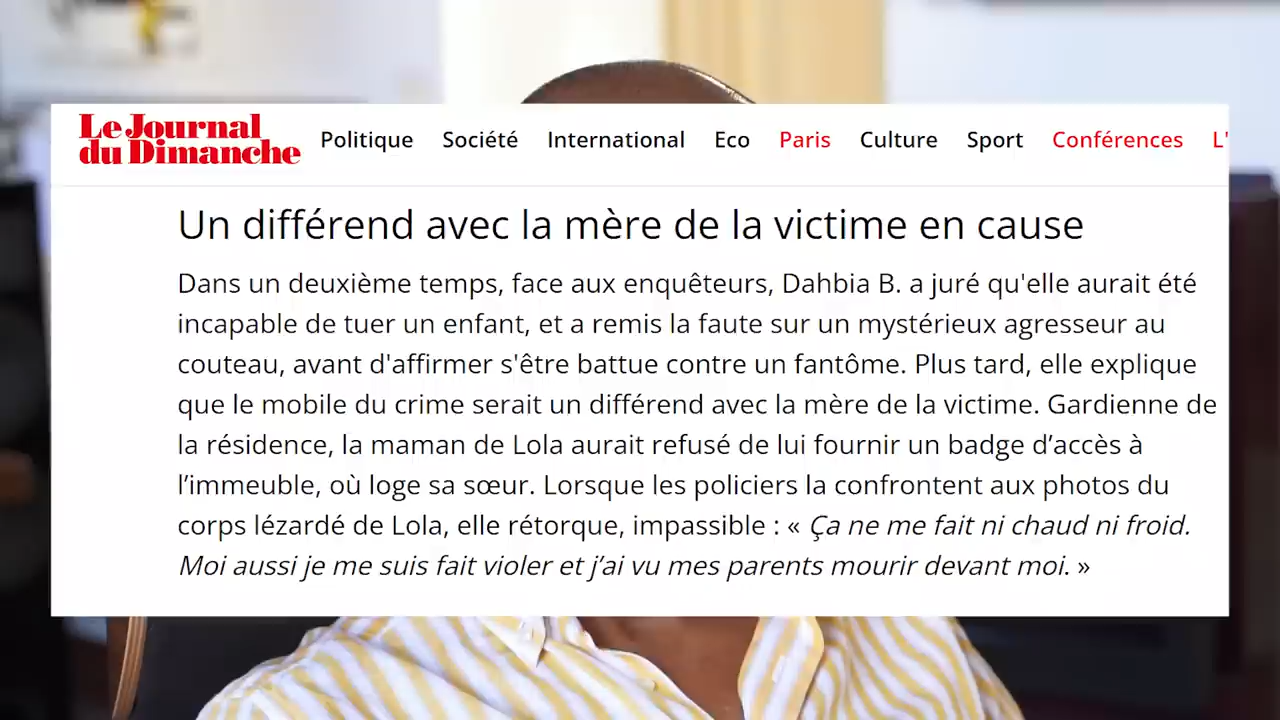 Le Journal
du Dimanche
Politique Société International Eco Paris Culture Sport Conférences L'
Un différend avec la mère de la victime en cause
Dans un deuxième temps, face aux enquêteurs, Dahbia B. a juré qu'elle aurait été
incapable de tuer un enfant, et a remis la faute sur un mystérieux agresseur au
couteau, avant d'affirmer s'être battue contre un fantôme. Plus tard, elle explique
que le mobile du crime serait un différend avec la mère de la victime. Gardienne de
la résidence, la maman de Lola aurait refusé de lui fournir un badge d’accès à
l’immeuble, où loge sa sœur. Lorsque les policiers la confrontent aux photos du
corps lézardé de Lola, elle rétorque, impassible : « Ça ne me fait ni chaud ni froid.
Moi aussi je me suis fait violer et j’ai vu mes parents mourir devant moi. »